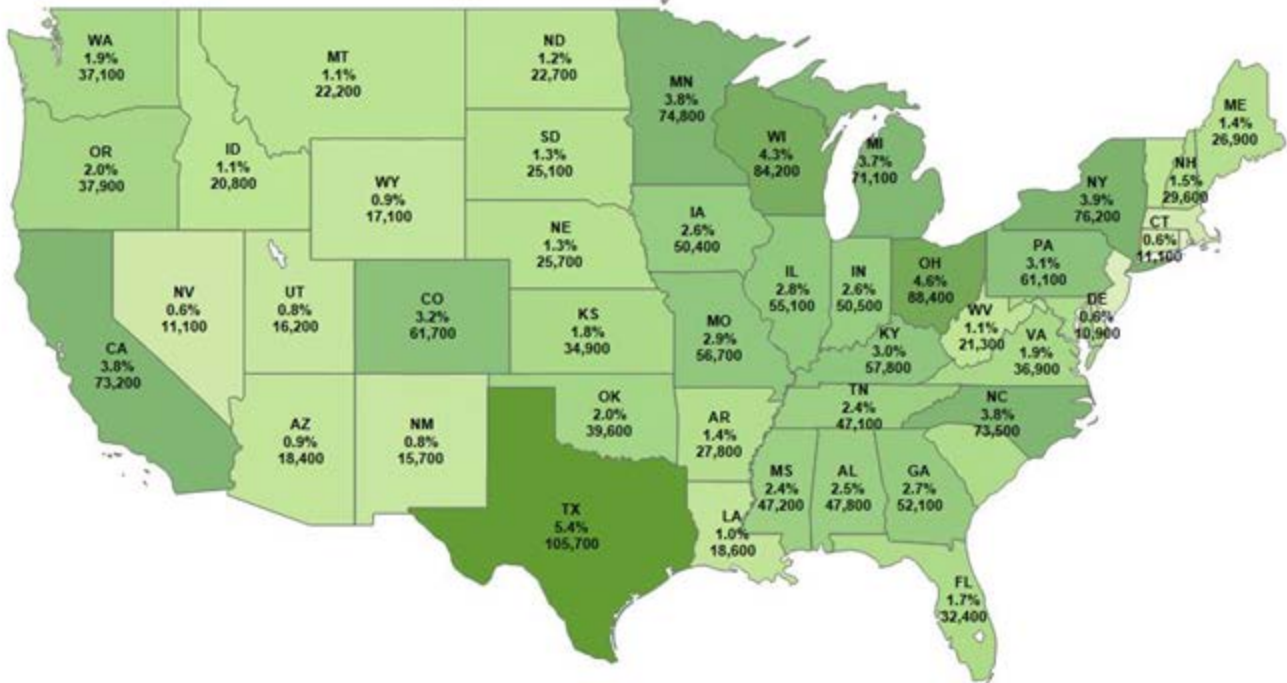 WA
1.9%
37,100
MT
1.1%
22,200
ND
1.2%
22,700
MN
3.8%
74,800
ME
1.4%
26,900
OR
2.0%
37,900
ID
1.1%
20,800
SD
1.3%
25,100
WI
4.3%
84,200
MI
3.7%
71,100
NH
1.5%
29,600
WY
0.9%
17,100
NY
3.9%
76,200
NE
1.3%
25,700
IA
2.6%
50,400
CT
0.6%
11,100
PA
3.1%
61,100
NV
0.6%
11,100
UT
0.8%
16,200
CO
3.2%
61,700
KS
1.8%
34,900
MO
2.9%
56,700
IL
2.8%
55,100
IN
2.6%
50,500
OH
4.6%
88,400
WV
1.1%
21,300
DE
0.6%
10,900
CA
3.8%
73,200
KY
3.0%
57,800
VA
1.9%
36,900
AZ
0.9%
18,400
NM
0.8%
15,700
OK
2.0%
39,600
AR
1.4%
27,800
TN
2.4%
47,100
NC
3.8%
73,500
TX
5.4%
105,700
LA
1.0%
18,600
MS
2.4%
47,200
AL
2.5%
47,800
GA
2.7%
52,100
FL
1.7%
32,400